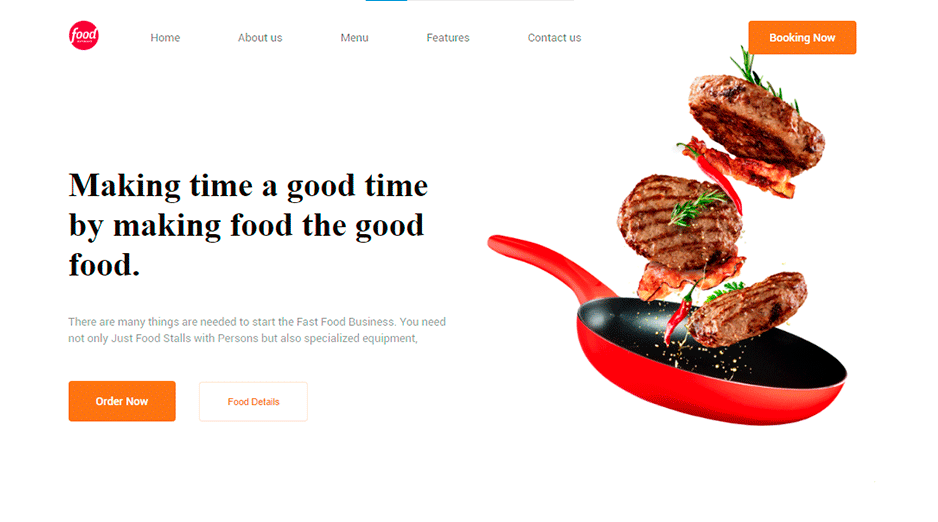 food
Home
About us
Menu
Features
Contact us
Booking Now
Making time a good time
by making food the good
food.
There are many things are needed to start the Fast Food Business. You need
not only Just Food Stalls with Persons but also specialized equipment,
Order Now
Food Details